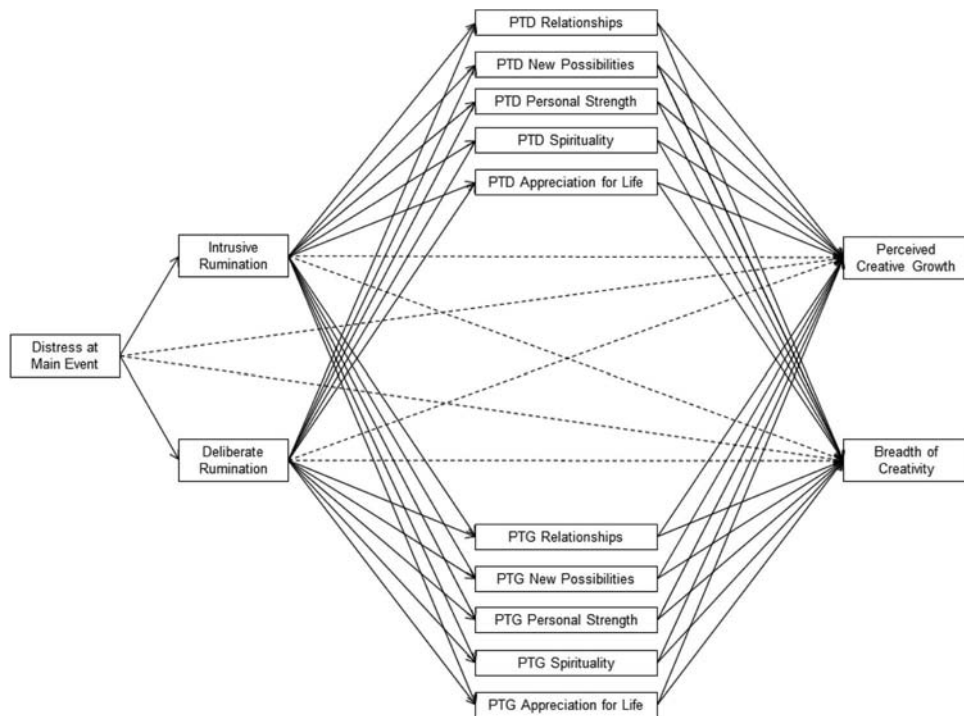 PTD Relationships
PTD New Possibilities
PTD Personal Strength
PTD Spirituality
PTD Appreciation for Life
Intrusive
Rumination
Perceived
Creative Growth
Distress at
Main Event
Deliberate
Rumination
Breadth of
Creativity
PTG Relationships
PTG New Possibilities
PTG Personal Strength
PTG Spirituality
PTG Appreciation for Life